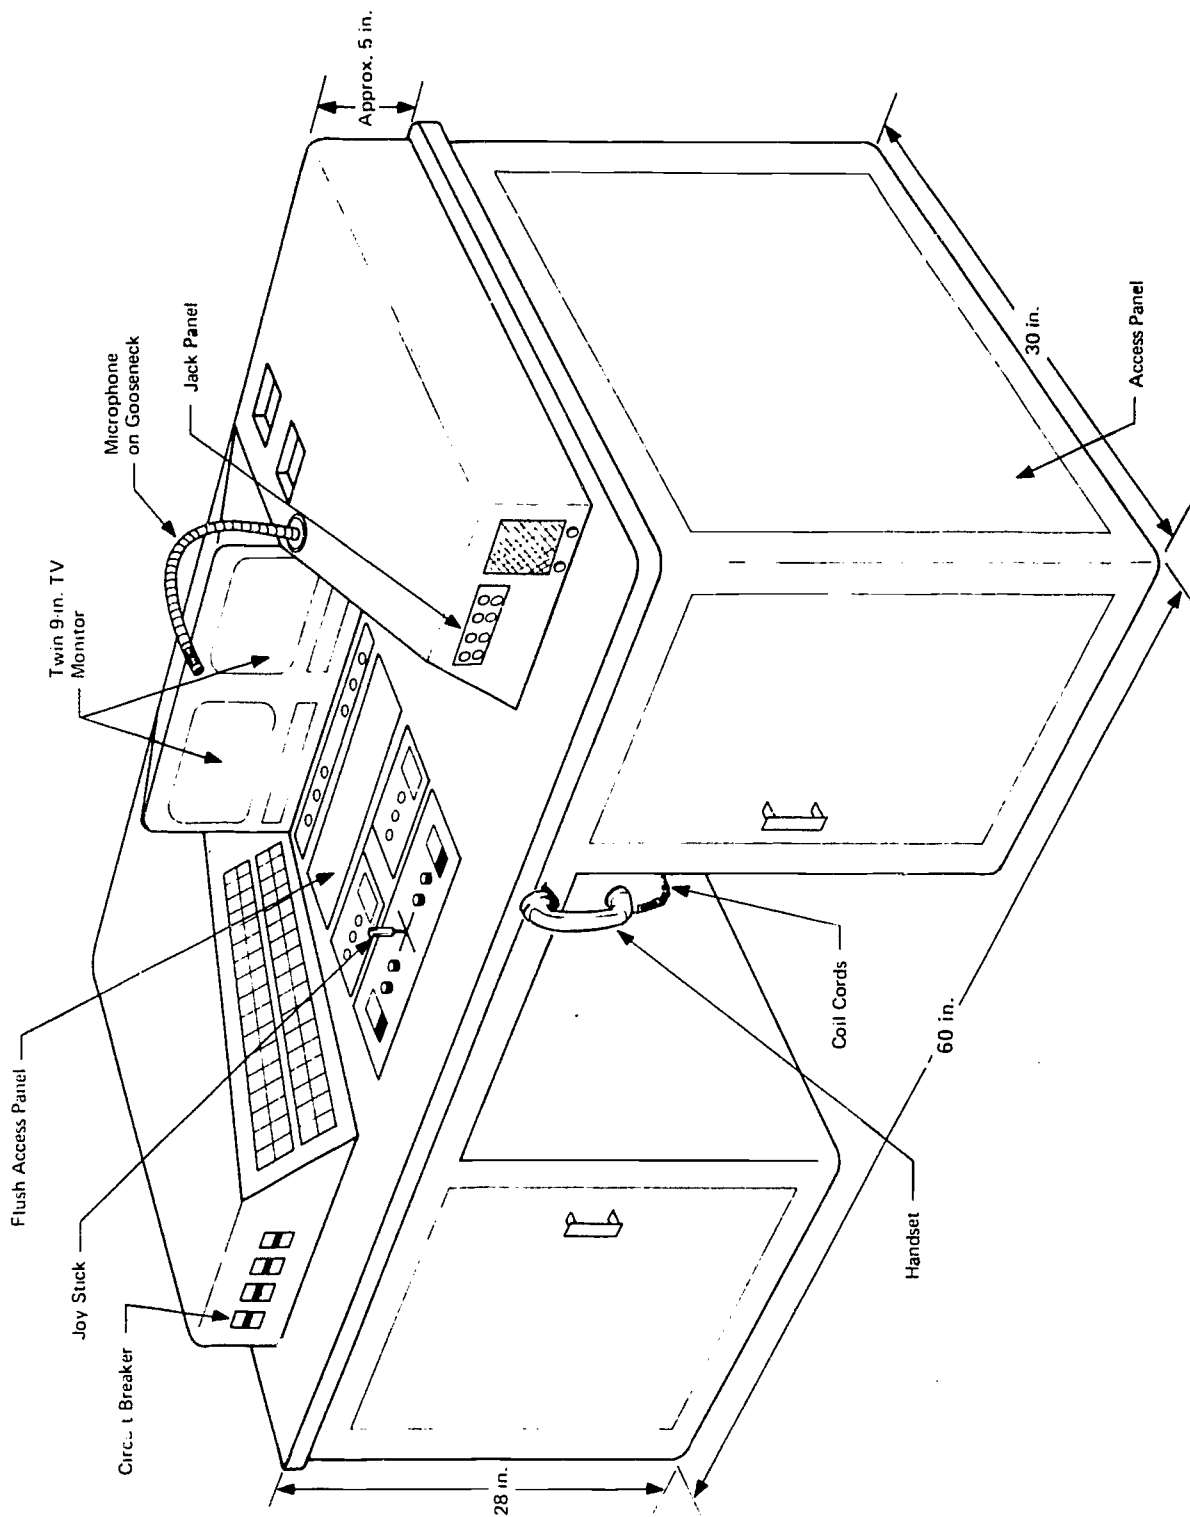 Twin 9-in. TV
Monitor
Microphone
on Gooseneck
Jack Panel
Approx. 5 in.
Flush Access Panel
Joy Stick
Breaker
28 in.
Handset
Coil Cords
60 in.
30 in.
Access Panel